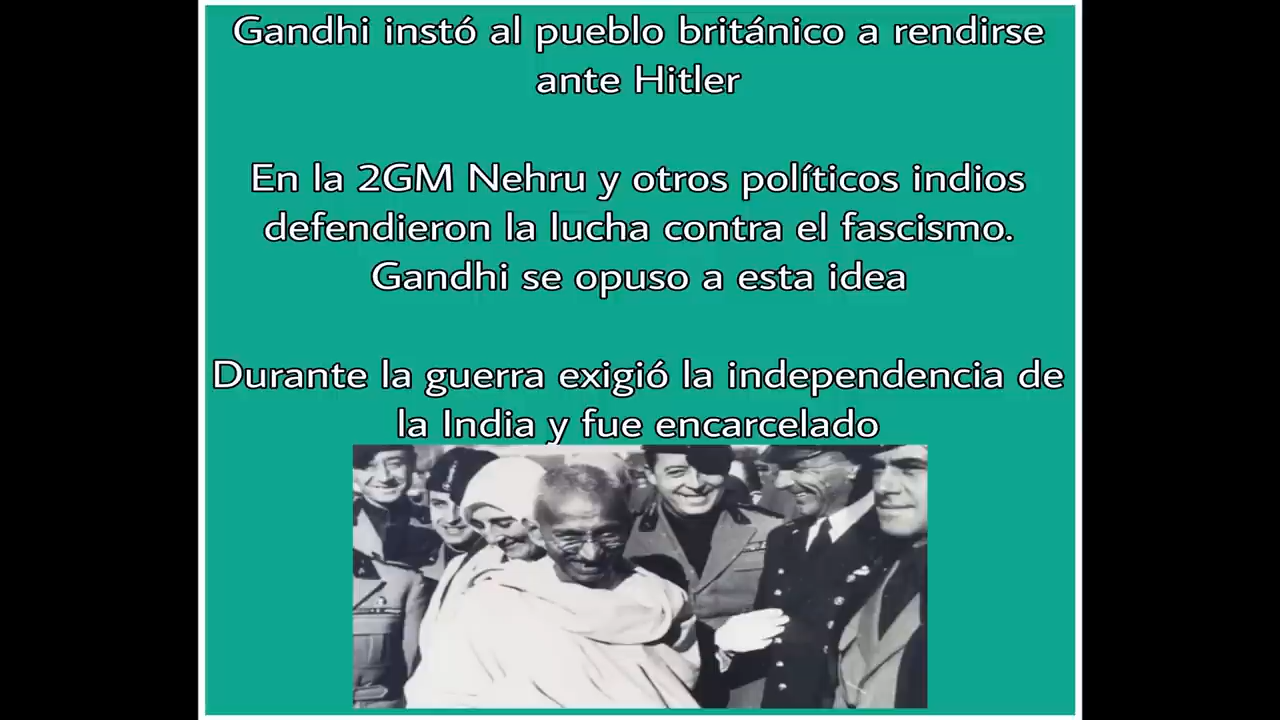 Gandhi instó al pueblo británico a rendirse
ante Hitler
En la 2GM Nehru y otros políticos indios
defendieron la lucha contra el fascismo.
Gandhi se opuso a esta idea
Durante la guerra exigió la independencia de
la India y fue encarcelado